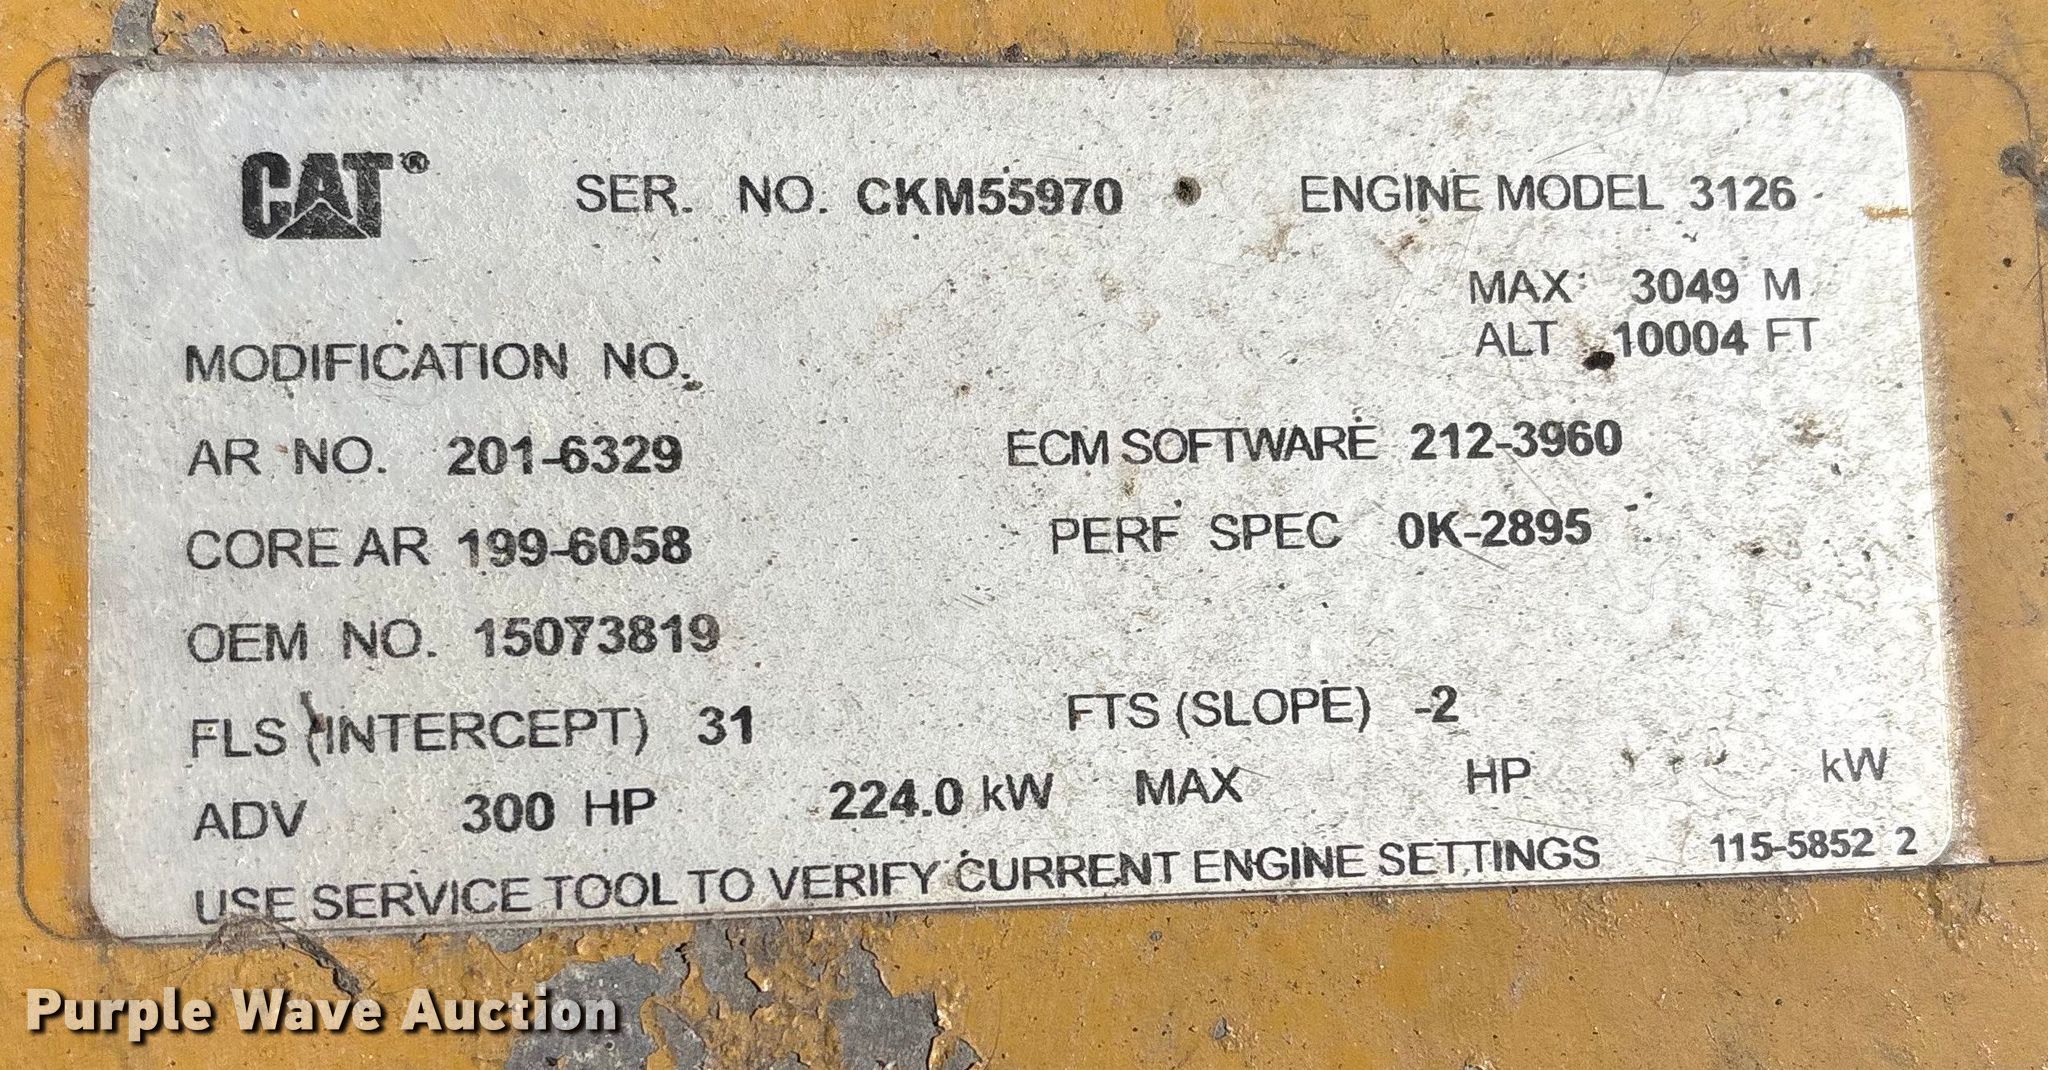 CAT® SER. NO. CKM55970 ENGINE MODEL 3126
MAX 3049 M
ALT 10004 FT
MODIFICATION NO.
AR NO. 201-6329 ECM SOFTWARE 212-3960
CORE AR 199-6058 PERF SPEC 0K-2895
OEM NO. 15073819
FLS (INTERCEPT) 31 FTS (SLOPE) -2
ADV 300 HP 224.0 kW MAX HP kW
USE SERVICE TOOL TO VERIFY CURRENT ENGINE SETTINGS 115-5852 2
Purple Wave Auction